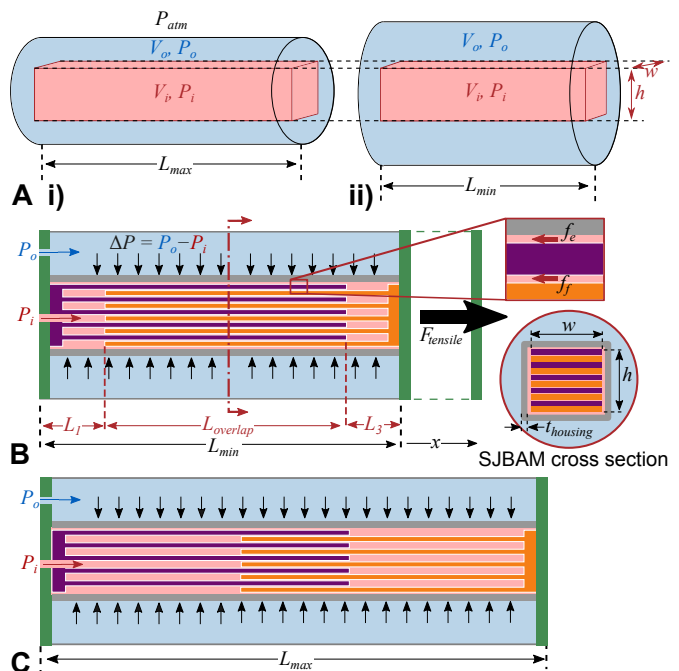 P_atm
V_o, P_o
V_i, P_i
L_max
A i)
V_o, P_o
V_i, P_i
w
h
L_min
ii)
P_o
ΔP = P_o–P_i
P_i
f_e
f_f
F_tensile
w
h
t_housing
L_1
L_overlap
L_3
L_min
x
B
SJBAM cross section
P_o
P_i
L_max
C